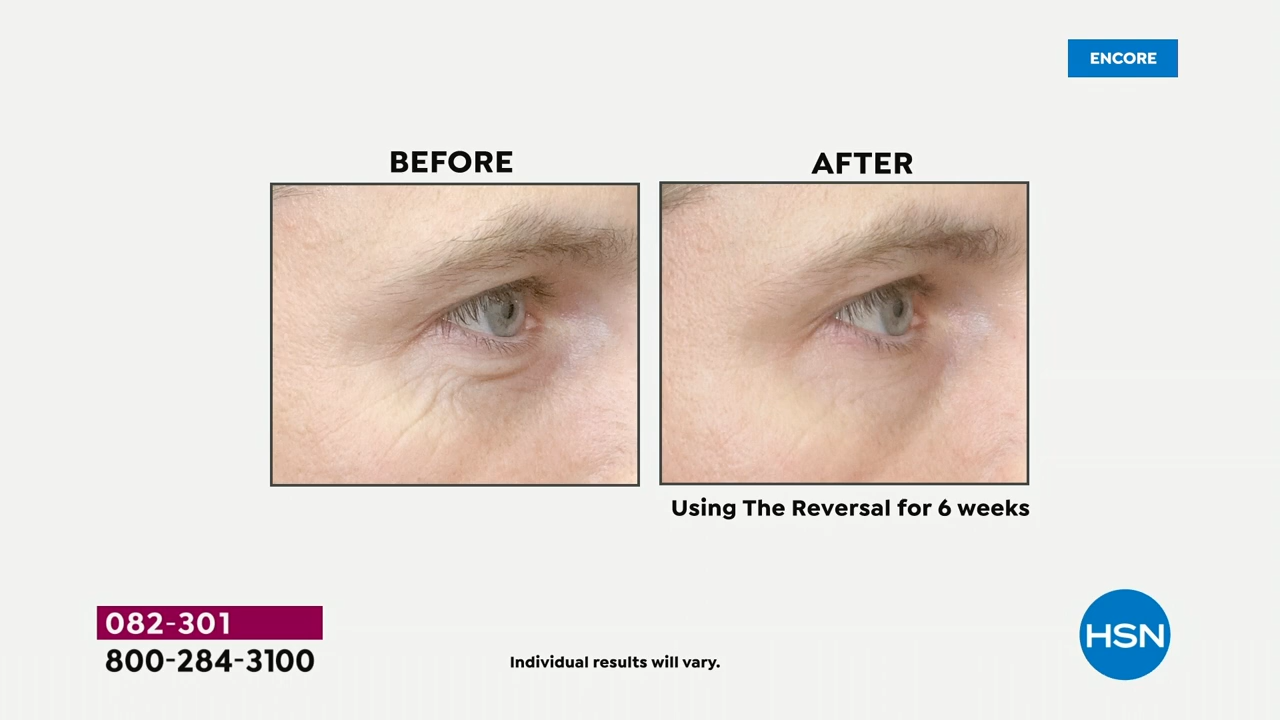 ENCORE
BEFORE
AFTER
Using The Reversal for 6 weeks
082-301
800-284-3100
Individual results will vary.
HSN